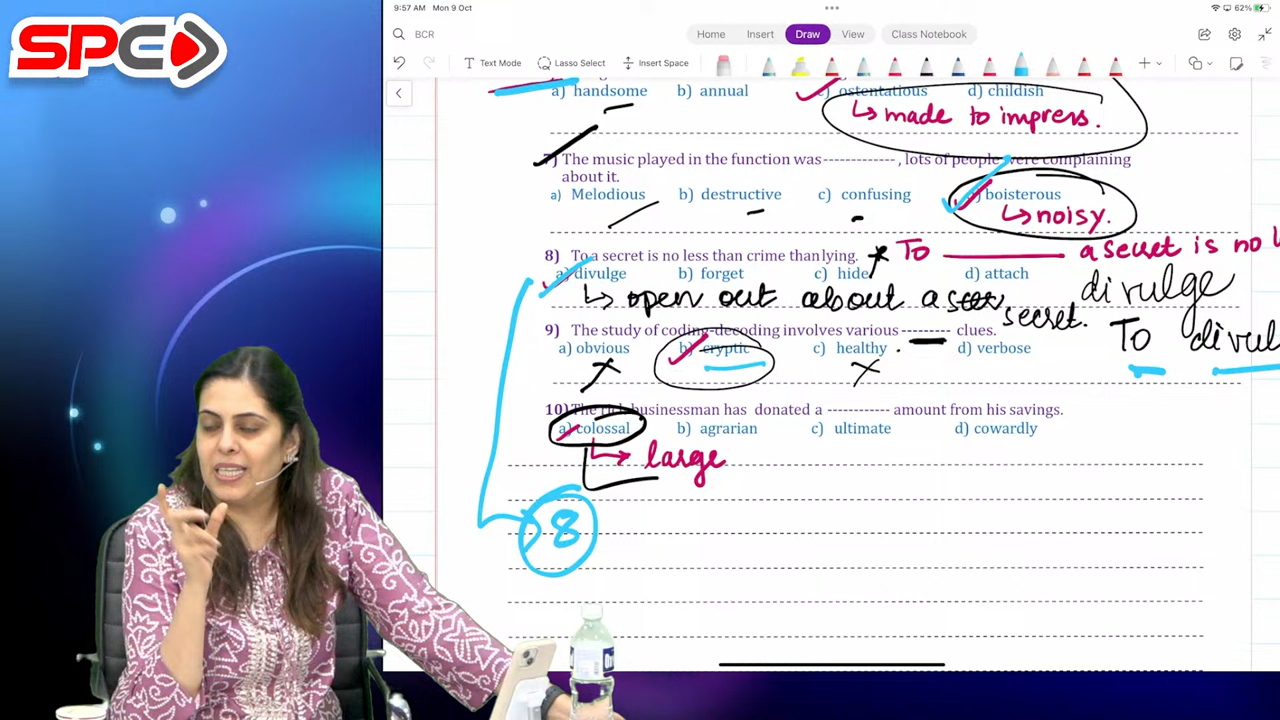 SPE
9:57 AM Mon 9 Oct
62%
BCR
Home Insert Draw View Class Notebook
Text Mode Lasso Select Insert Space
a) handsome b) annual c) ostentatious d) childish
↳ made to impress.
7) The music played in the function was ------------- , lots of people were complaining
about it.
a) Melodious b) destructive c) confusing d) boisterous
↳ noisy.
8) To a secret is no less than crime than lying. To ________ a secret is no
a) divulge b) forget c) hide d) attach
divulge
↳ open out about a secret.
9) The study of coding-decoding involves various -------- clues.
To
a) obvious b) cryptic c) healthy d) verbose
10) The rich businessman has donated a ------------ amount from his savings.
a) colossal b) agrarian c) ultimate d) cowardly
↳ large
8